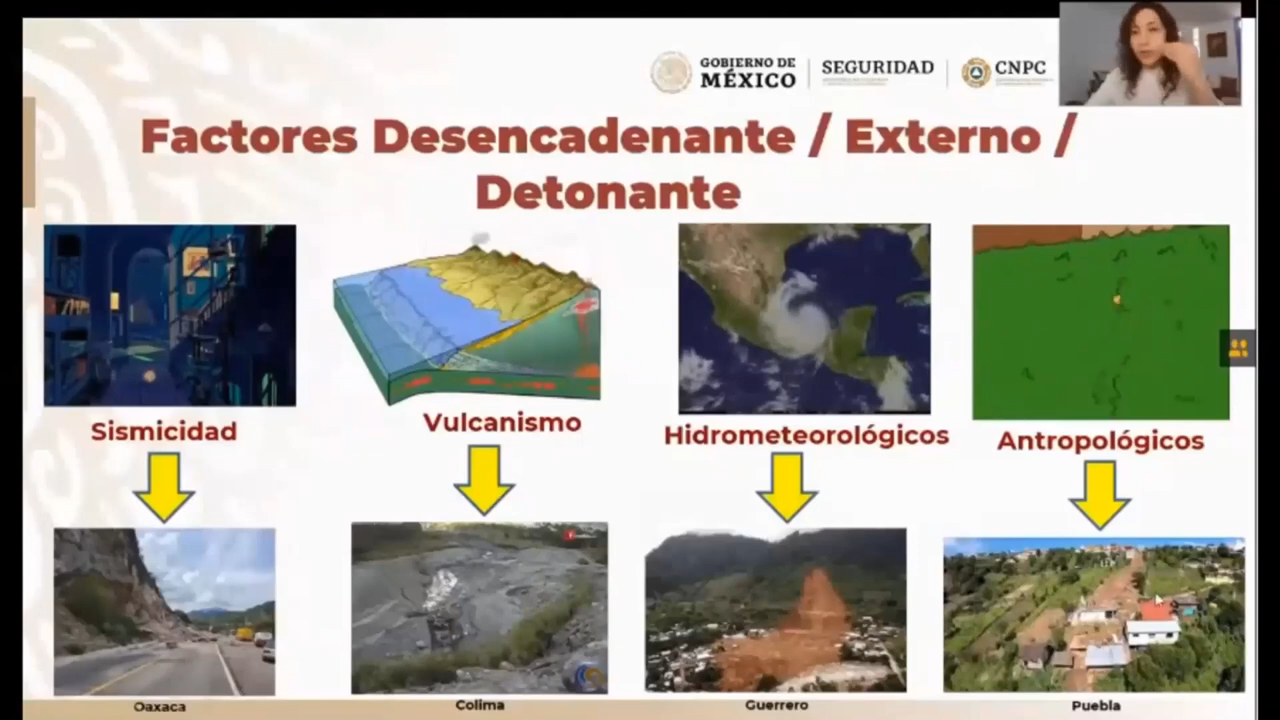 GOBIERNO DE
MÉXICO
SEGURIDAD
CNPC
Factores Desencadenante / Externo /
Detonante
Sismicidad
Vulcanismo
Hidrometeorológicos
Antropológicos
Oaxaca
Colima
Guerrero
Puebla